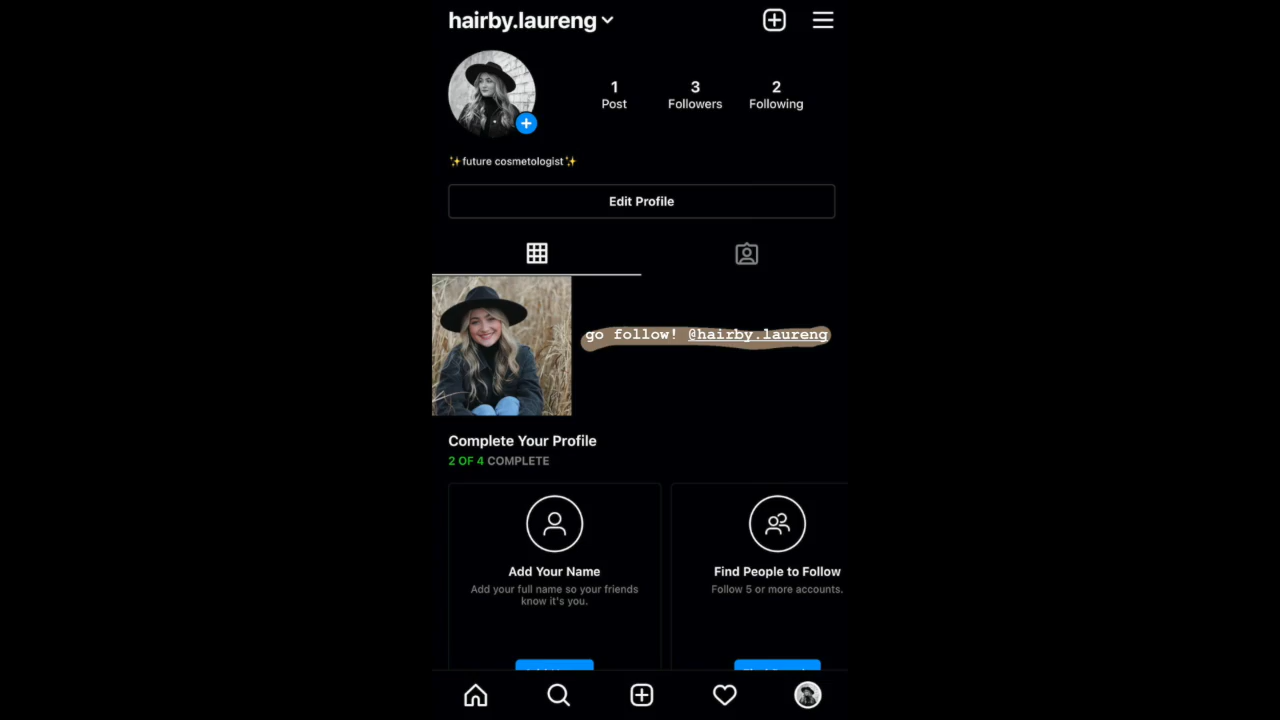 hairby.laureng
1 3 2
Post Followers Following
✨future cosmetologist✨
Edit Profile
go follow! @hairby.laureng
Complete Your Profile
2 OF 4 COMPLETE
Add Your Name Find People to Follow
Add your full name so your friends Follow 5 or more accounts.
know it's you.